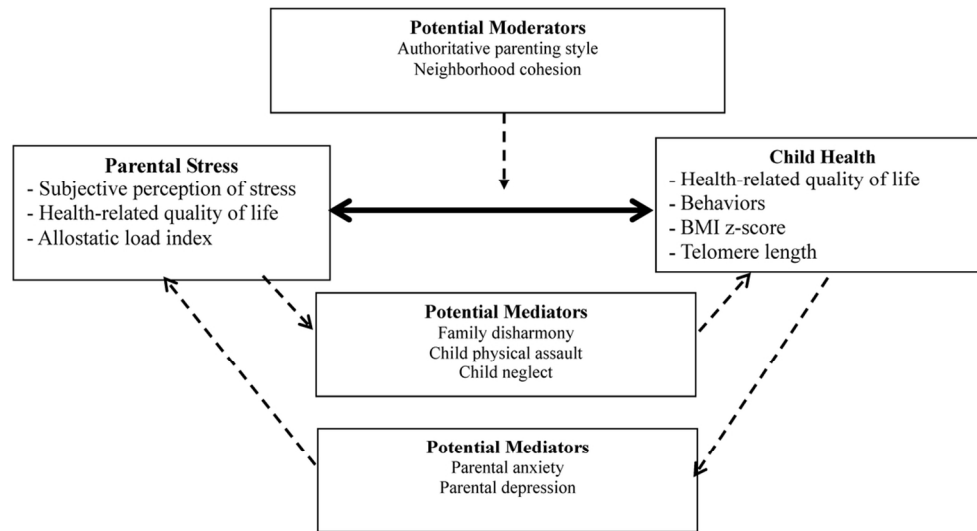 Potential Moderators
Authoritative parenting style
Neighborhood cohesion
Parental Stress
- Subjective perception of stress
- Health-related quality of life
- Allostatic load index
Child Health
- Health-related quality of life
- Behaviors
- BMI z-score
- Telomere length
Potential Mediators
Family disharmony
Child physical assault
Child neglect
Potential Mediators
Parental anxiety
Parental depression